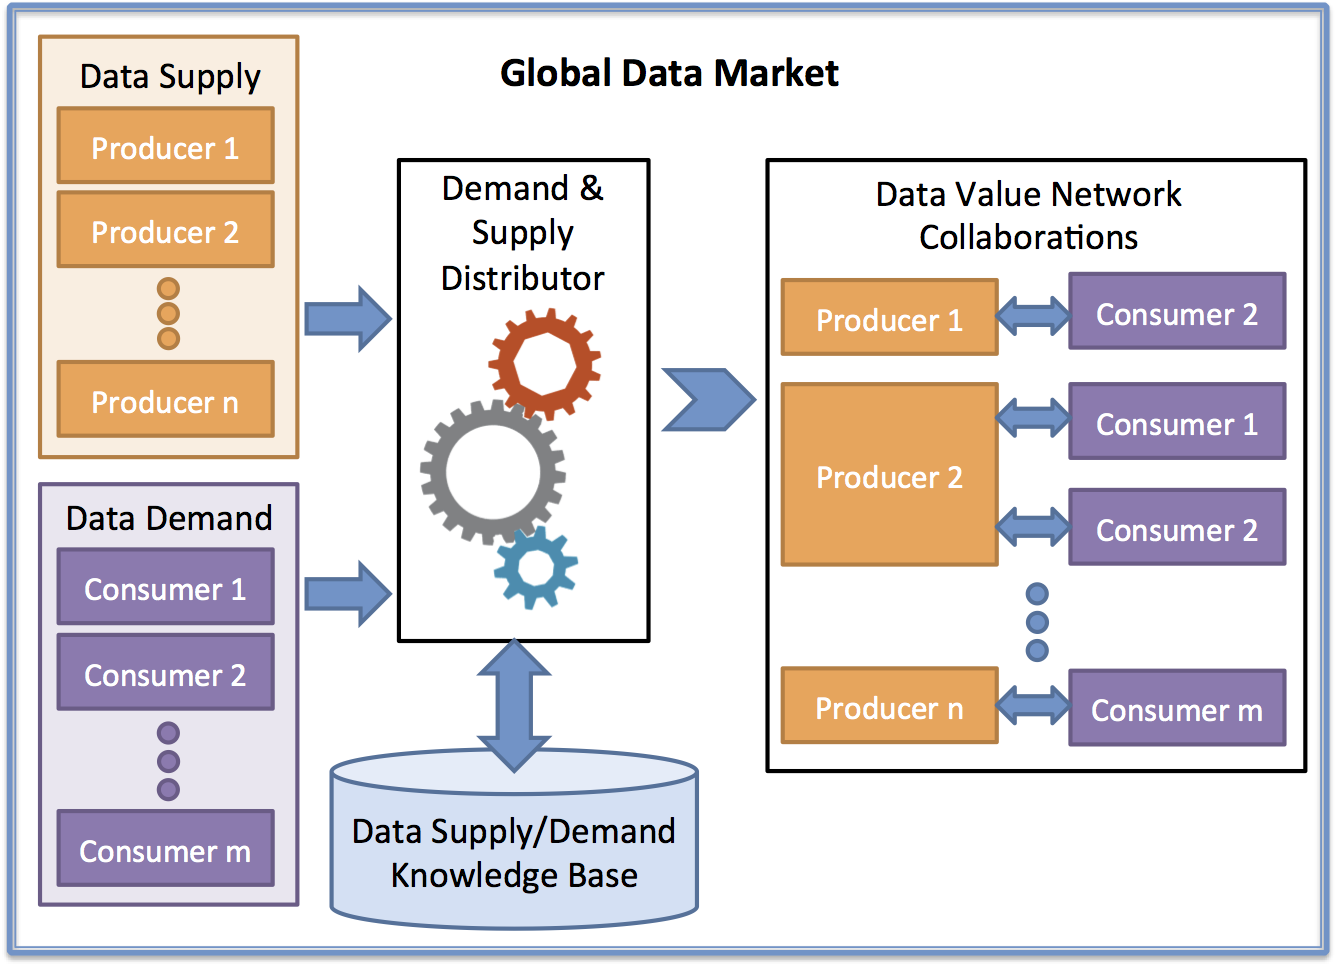 Global Data Market
Data Supply
Producer 1
Producer 2
Producer n
Data Demand
Consumer 1
Consumer 2
Consumer m
Demand &
Supply
Distributor
Data Supply/Demand
Knowledge Base
Data Value Network
Collaborations
Producer 1
Consumer 2
Producer 2
Consumer 1
Consumer 2
Producer n
Consumer m